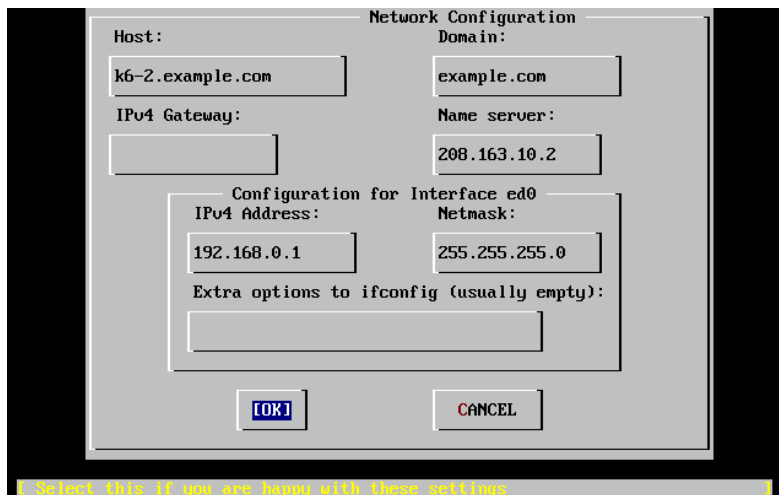 Network Configuration
Host: Domain:
k6-2.example.com example.com
IPv4 Gateway: Name server:
208.163.10.2
Configuration for Interface ed0
IPv4 Address: Netmask:
192.168.0.1 255.255.255.0
Extra options to ifconfig (usually empty):
[OK] CANCEL
[ Select this if you are happy with these settings ]